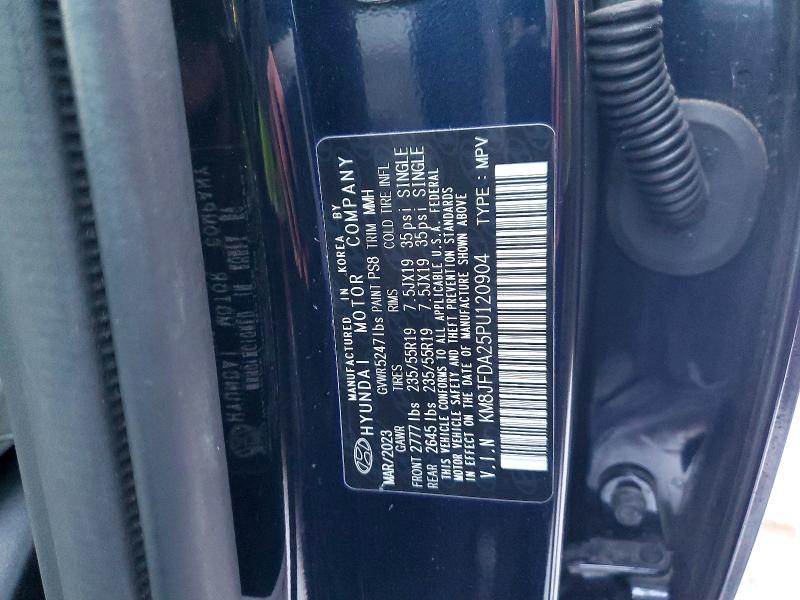 MANUFACTURED IN KOREA BY
HYUNDAI MOTOR COMPANY
MAR/2023 GVWR 5247 lbs PAINT PS8 TRIM MMH
GAWR TIRES RIMS COLD TIRE INFL
FRONT 2777 lbs 235/55R19 7.5JX19 35psi SINGLE
REAR 2645 lbs 235/55R19 7.5JX19 35psi SINGLE
THIS VEHICLE CONFORMS TO ALL APPLICABLE U.S.A. FEDERAL
MOTOR VEHICLE SAFETY AND THEFT PREVENTION STANDARDS
IN EFFECT ON THE DATE OF MANUFACTURE SHOWN ABOVE
V.I.N KM8JFDA25PU120904 TYPE: MPV